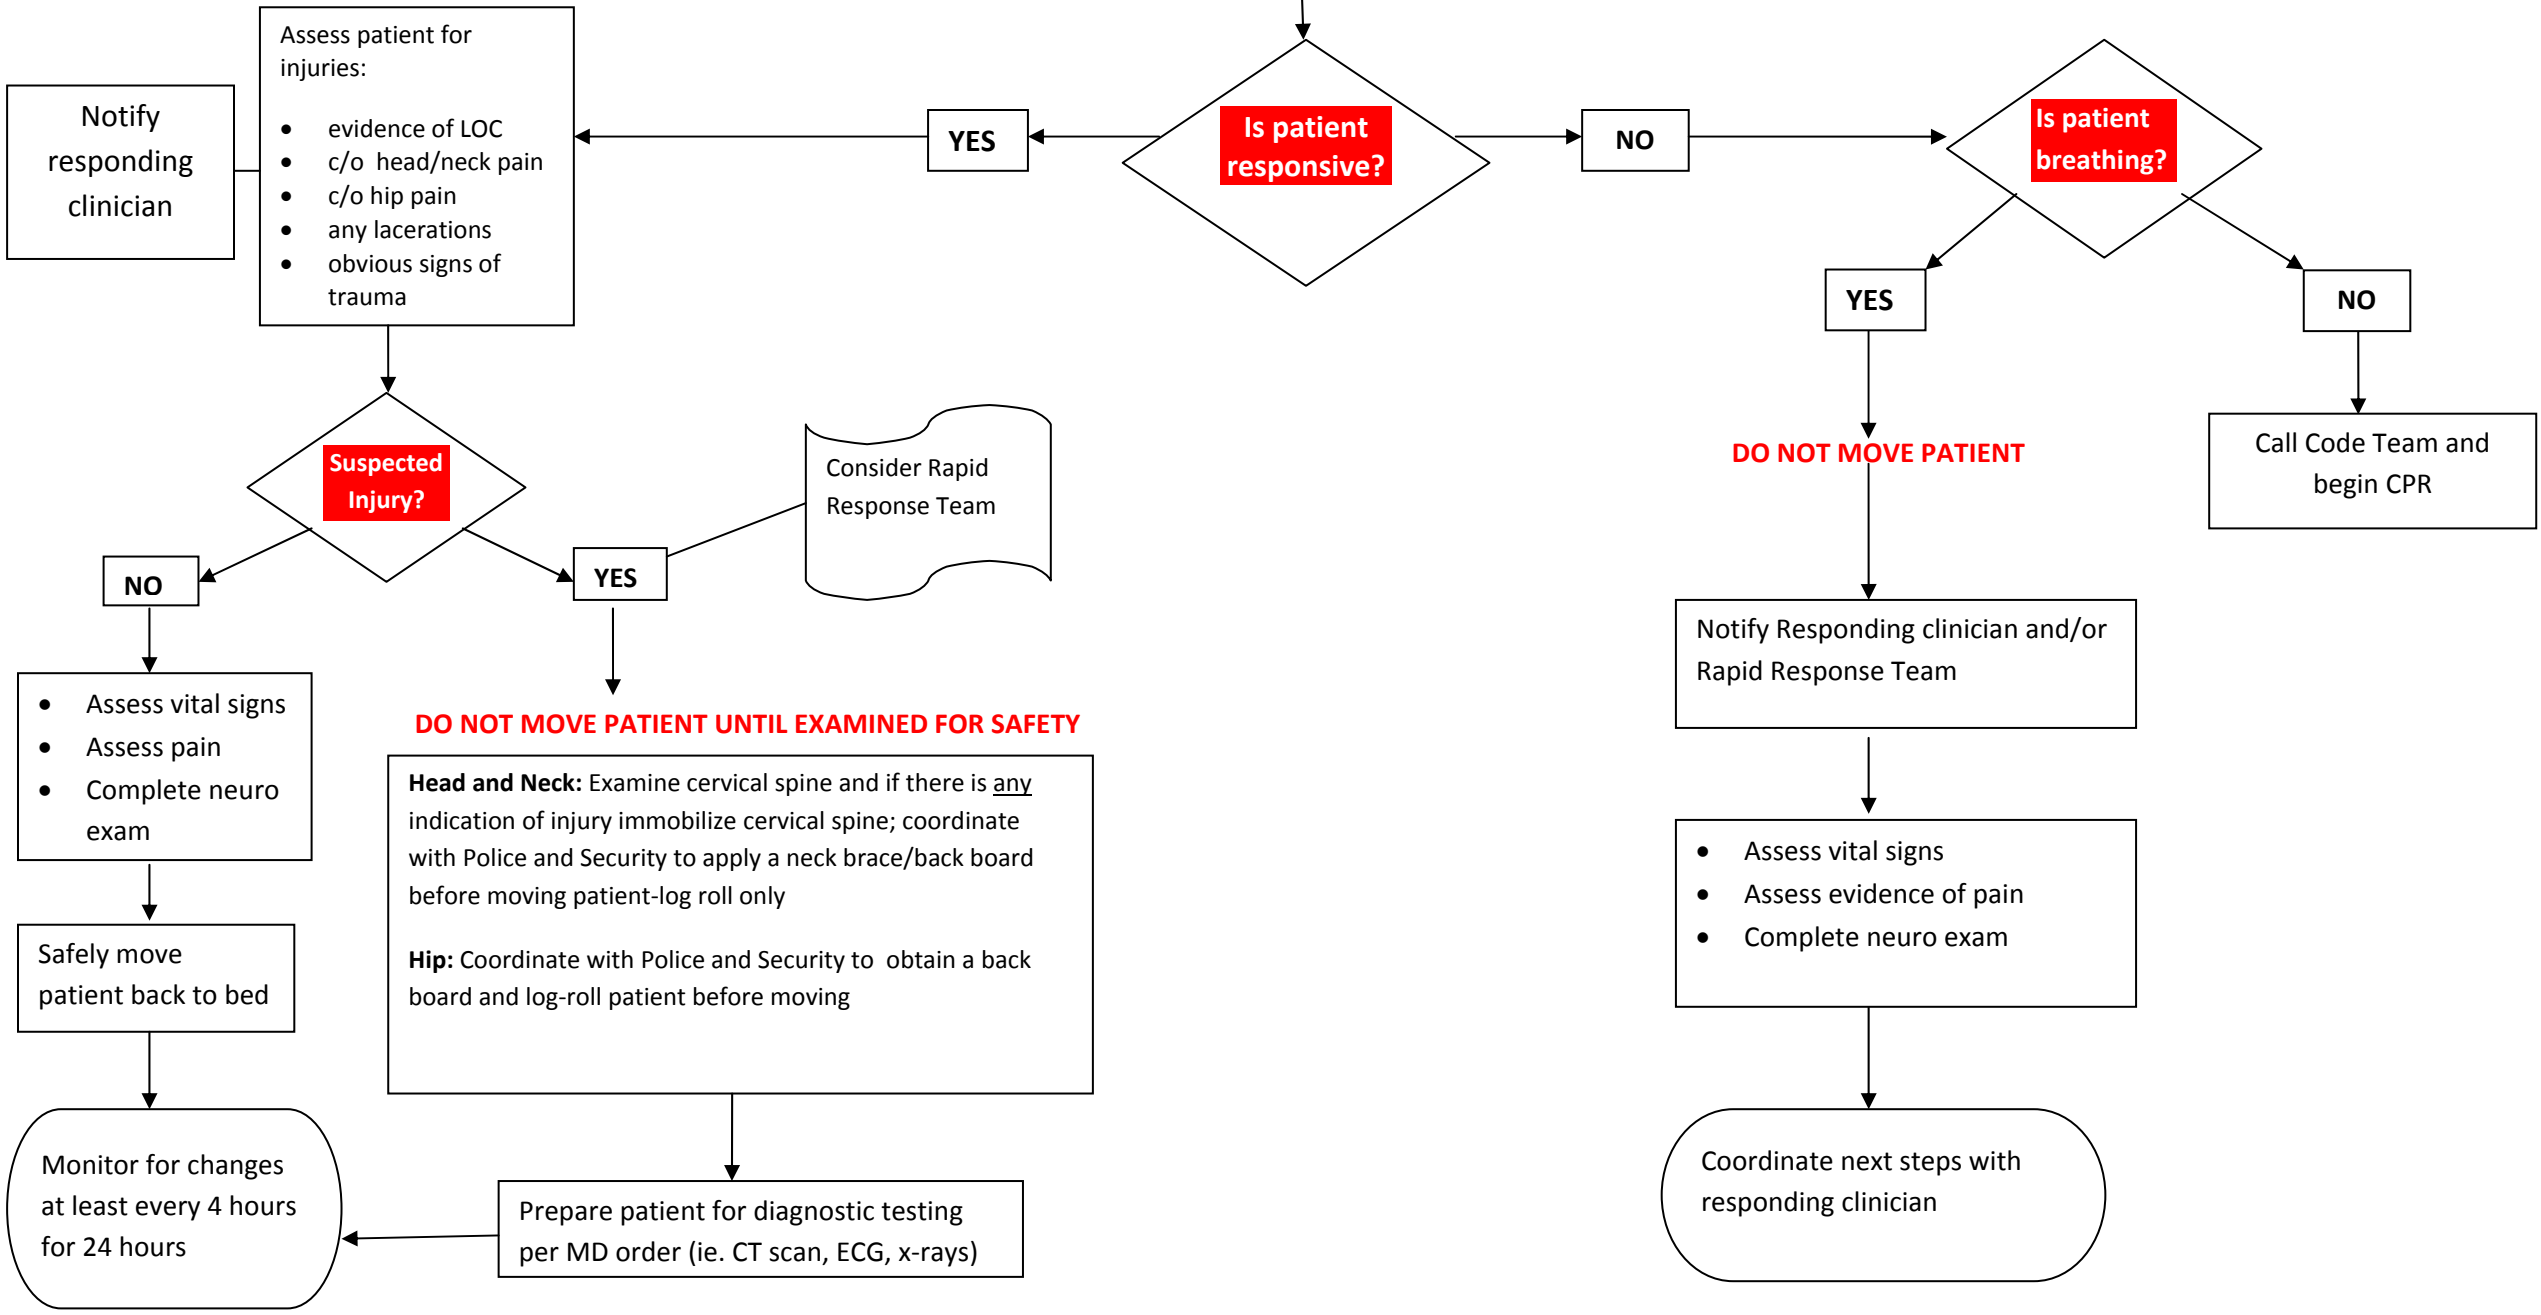 Assess patient for
injuries:
• evidence of LOC
• c/o head/neck pain
• c/o hip pain
• any lacerations
• obvious signs of
trauma
Notify
responding
clinician
YES
Is patient
responsive?
NO
Is patient
breathing?
YES
NO
DO NOT MOVE PATIENT
Call Code Team and
begin CPR
Suspected
Injury?
Consider Rapid
Response Team
NO
YES
Notify Responding clinician and/or
Rapid Response Team
• Assess vital signs
• Assess pain
• Complete neuro
exam
DO NOT MOVE PATIENT UNTIL EXAMINED FOR SAFETY
Head and Neck: Examine cervical spine and if there is any
indication of injury immobilize cervical spine; coordinate
with Police and Security to apply a neck brace/back board
before moving patient-log roll only
Hip: Coordinate with Police and Security to obtain a back
board and log-roll patient before moving
• Assess vital signs
• Assess evidence of pain
• Complete neuro exam
Safely move
patient back to bed
Monitor for changes
at least every 4 hours
for 24 hours
Prepare patient for diagnostic testing
per MD order (ie. CT scan, ECG, x-rays)
Coordinate next steps with
responding clinician